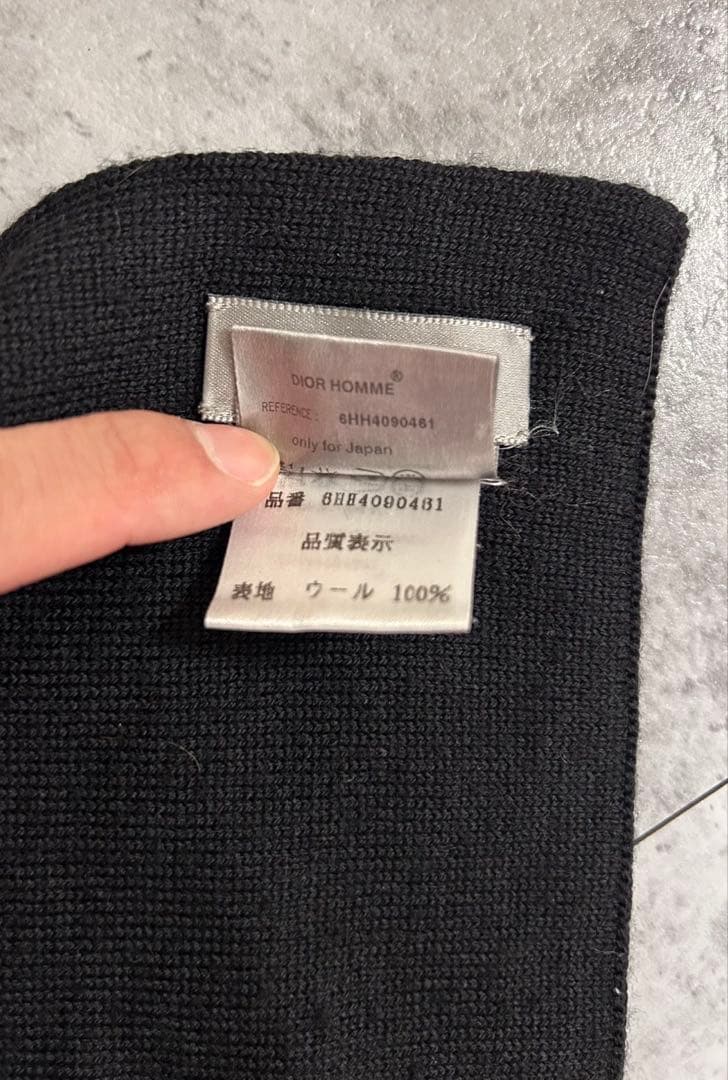 DIOR HOMME®
REFERENCE: 6HH4090461
only for Japan
品番 6HH4090461
品質表示
表地 ウール 100%